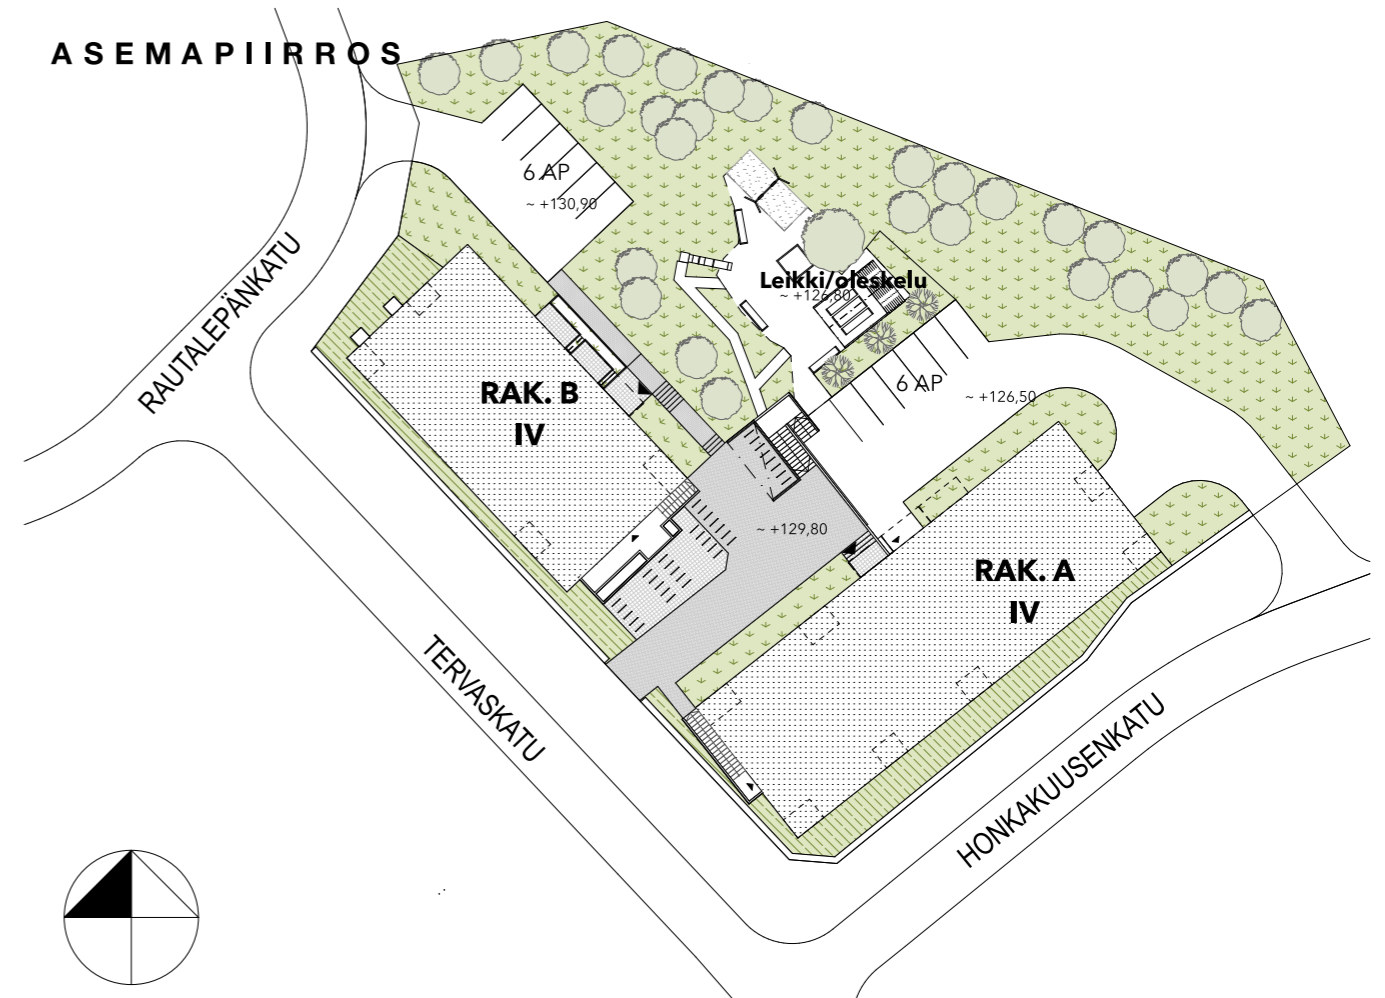 ASEMAPIIRROS
6 AP
~ +130,90
RAUTALEPÄNKATU
Leikki/oleskelu
~ +126,80
RAK. B
IV
6 AP
~ +126,50
~ +129,80
RAK. A
IV
TERVASKATU
HONKAKUUSENKATU